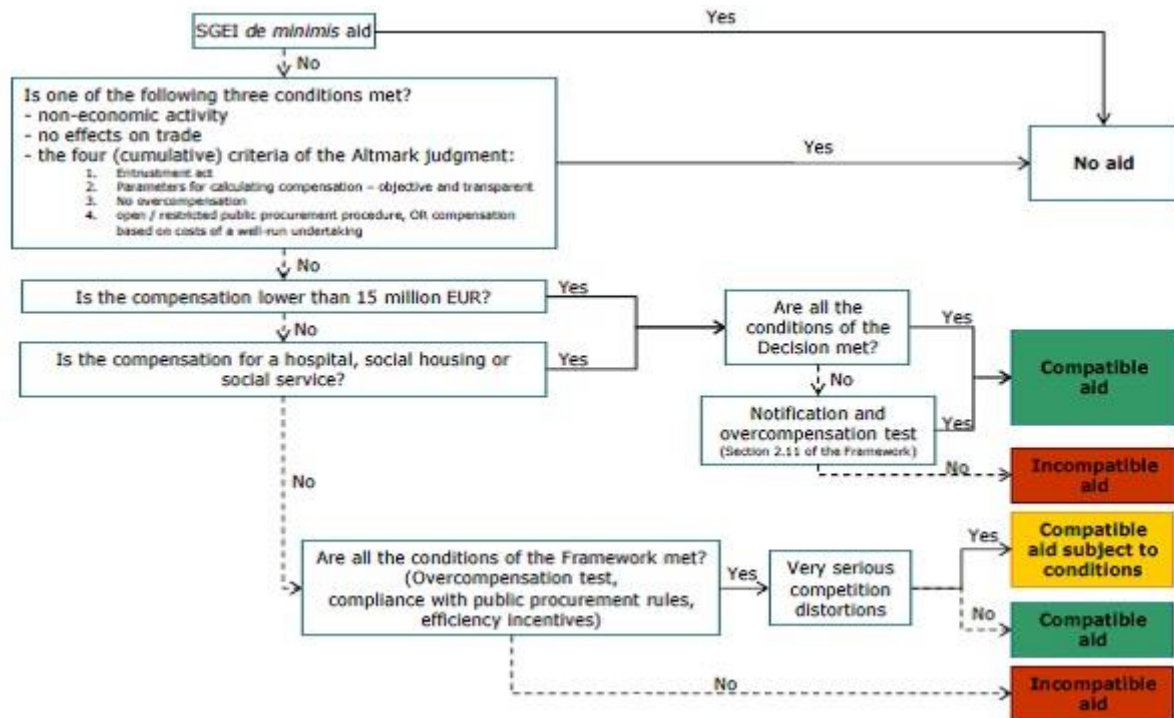 SGEI de minimis aid
Yes
No
Is one of the following three conditions met?
- non-economic activity
- no effects on trade
- the four (cumulative) criteria of the Altmark judgment:
1. Entrustment act
2. Parameters for calculating compensation – objective and transparent
3. No overcompensation
4. open / restricted public procurement procedure, OR compensation
based on costs of a well-run undertaking
Yes
No aid
No
Is the compensation lower than 15 million EUR?
Yes
No
Is the compensation for a hospital, social housing or
social service?
Yes
Are all the
conditions of the
Decision met?
Yes
No
Notification and
overcompensation test
(Section 2.11 of the Framework)
Yes
Compatible
aid
No
Incompatible
aid
No
Are all the conditions of the Framework met?
(Overcompensation test,
compliance with public procurement rules,
efficiency incentives)
Yes
Very serious
competition
distortions
Yes
Compatible
aid subject to
conditions
No
Compatible
aid
No
Incompatible
aid